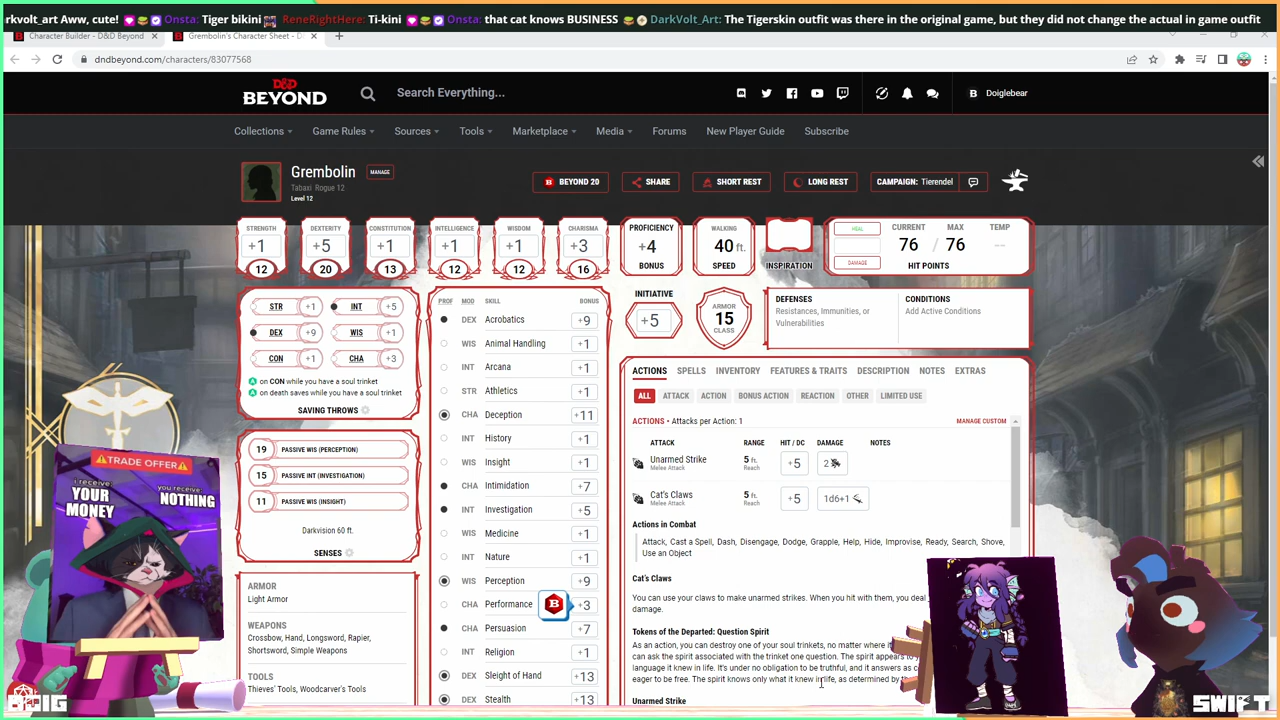 arkvolt_art Aww, cute! Onsta: Tiger bikini ReneRightHere: Ti-kini Onsta: that cat knows BUSINESS DarkVolt_Art: The Tigerskin outfit was there in the original game, but they did not change the actual in game outfit
Character Builder - D&D Beyond
Grembolin's Character Sheet - D
dndbeyond.com/characters/83077568
D&D BEYOND
Search Everything...
Doiglebear
Collections Game Rules Sources Tools Marketplace Media Forums New Player Guide Subscribe
Grembolin MANAGE
Tabaxi Rogue 12
Level 12
BEYOND 20 SHARE SHORT REST LONG REST CAMPAIGN: Tierendel
STRENGTH +1 12
DEXTERITY +5 20
CONSTITUTION +1 13
INTELLIGENCE +1 12
WISDOM +1 12
CHARISMA +3 16
PROFICIENCY +4 BONUS
WALKING 40 ft. SPEED
INSPIRATION
HEAL
DAMAGE
CURRENT MAX TEMP
76 / 76 --
HIT POINTS
STR +1 INT +5
DEX +9 WIS +1
CON +1 CHA +3
on CON while you have a soul trinket
on death saves while you have a soul trinket
SAVING THROWS
19 PASSIVE WIS (PERCEPTION)
15 PASSIVE INT (INVESTIGATION)
11 PASSIVE WIS (INSIGHT)
Darkvision 60 ft.
SENSES
ARMOR
Light Armor
WEAPONS
Crossbow, Hand, Longsword, Rapier,
Shortsword, Simple Weapons
TOOLS
Thieves' Tools, Woodcarver's Tools
PROF MOD SKILL BONUS
DEX Acrobatics +9
WIS Animal Handling +1
INT Arcana +1
STR Athletics +1
CHA Deception +11
INT History +1
WIS Insight +1
CHA Intimidation +7
INT Investigation +5
WIS Medicine +1
INT Nature +1
WIS Perception +9
CHA Performance +3
CHA Persuasion +7
INT Religion +1
DEX Sleight of Hand +13
DEX Stealth +13
INITIATIVE
+5
ARMOR 15 CLASS
DEFENSES
Resistances, Immunities, or
Vulnerabilities
CONDITIONS
Add Active Conditions
ACTIONS SPELLS INVENTORY FEATURES & TRAITS DESCRIPTION NOTES EXTRAS
ALL ATTACK ACTION BONUS ACTION REACTION OTHER LIMITED USE
ACTIONS • Attacks per Action: 1 MANAGE CUSTOM
ATTACK RANGE HIT / DC DAMAGE NOTES
Unarmed Strike 5 ft. +5 2
Melee Attack Reach
Cat's Claws 5 ft. +5 1d6+1
Melee Attack Reach
Actions in Combat
Attack, Cast a Spell, Dash, Disengage, Dodge, Grapple, Help, Hide, Improvise, Ready, Search, Shove,
Use an Object
Cat's Claws
You can use your claws to make unarmed strikes. When you hit with them, you deal
damage.
Tokens of the Departed: Question Spirit
As an action, you can destroy one of your soul trinkets, no matter where it
can ask the spirit associated with the trinket one question. The spirit appears to
language it knew in life. It's under no obligation to be truthful, and it answers as
eager to be free. The spirit knows only what it knew in life, as determined by
Unarmed Strike
TRADE OFFER
i receive: you receive:
YOUR MONEY NOTHING
DOIG
SWIFT